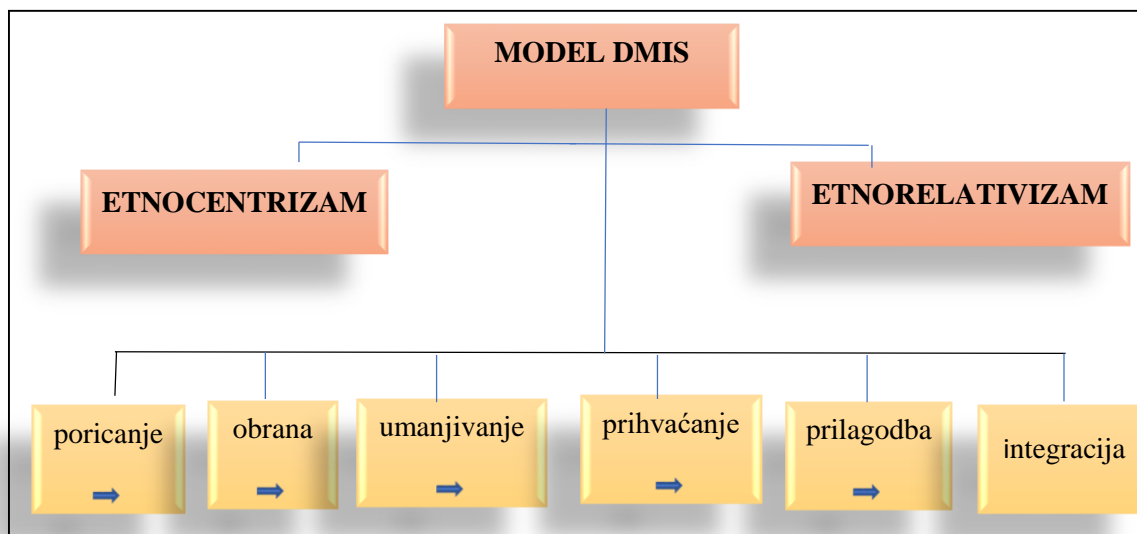 MODEL DMIS
ETNOCENTRIZAM
ETNORELATIVIZAM
poricanje
obrana
umanjivanje
prihvaćanje
prilagodba
integracija